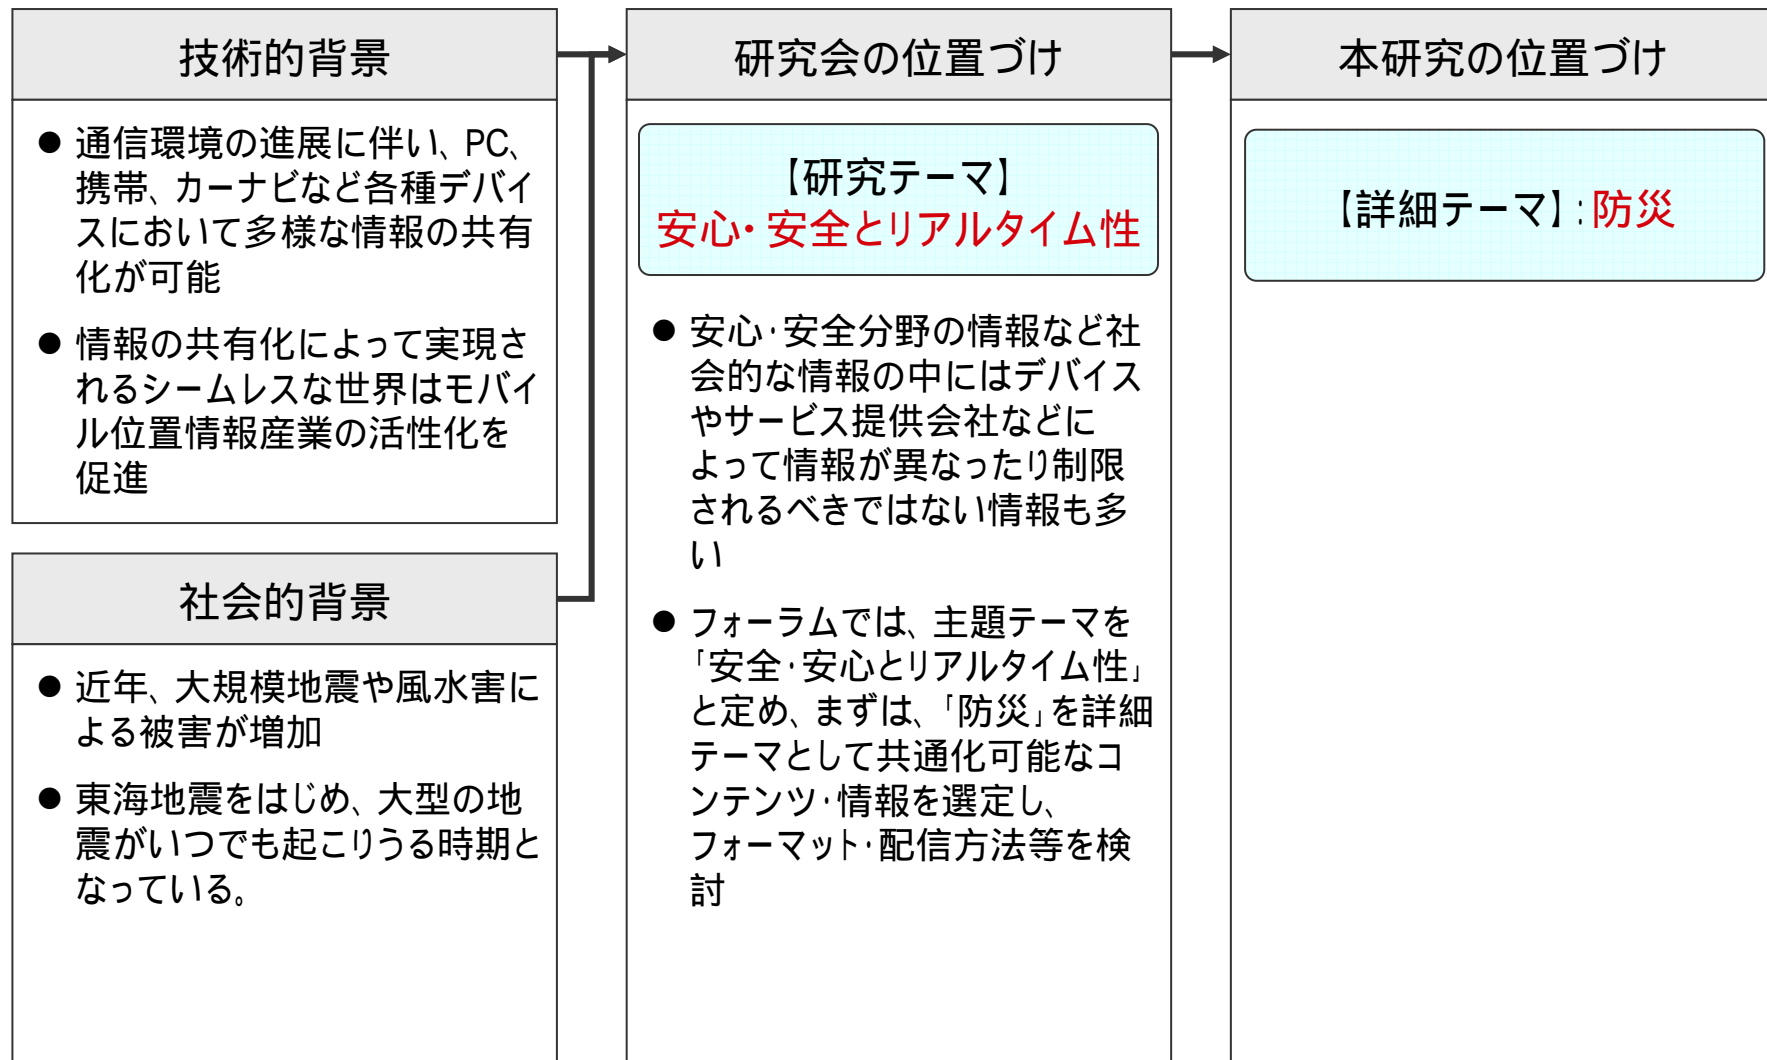 技術的背景
● 通信環境の進展に伴い、PC、
携帯、カーナビなど各種デバイ
スにおいて多様な情報の共有
化が可能
● 情報の共有化によって実現さ
れるシームレスな世界はモバイ
ル位置情報産業の活性化を
促進
社会的背景
● 近年、大規模地震や風水害に
よる被害が増加
● 東海地震をはじめ、大型の地
震がいつでも起こりうる時期と
なっている。
研究会の位置づけ
【研究テーマ】
安心・安全とリアルタイム性
● 安心・安全分野の情報など社
会的な情報の中にはデバイス
やサービス提供会社などに
よって情報が異なったり制限
されるべきではない情報も多
い
● フォーラムでは、主題テーマを
「安全・安心とリアルタイム性」
と定め、まずは、「防災」を詳細
テーマとして共通化可能なコ
ンテンツ・情報を選定し、
フォーマット・配信方法等を検
討
本研究の位置づけ
【詳細テーマ】:防災